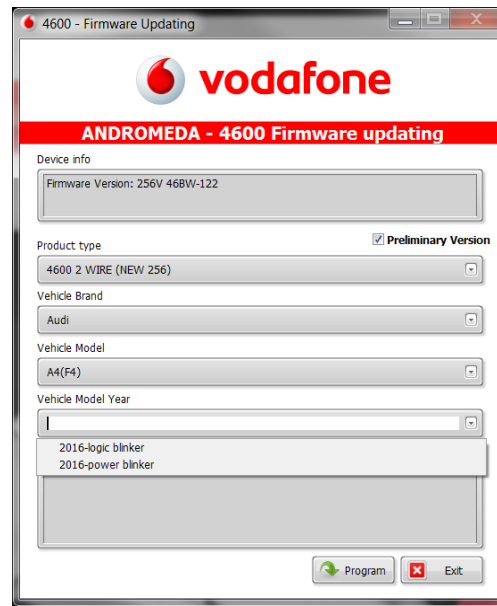 4600 - Firmware Updating
vodafone
ANDROMEDA - 4600 Firmware updating
Device info
Firmware Version: 256V 46BW-122
Product type
Preliminary Version
4600 2 WIRE (NEW 256)
Vehicle Brand
Audi
Vehicle Model
A4(F4)
Vehicle Model Year
2016-logic blinker
2016-power blinker
Program
Exit